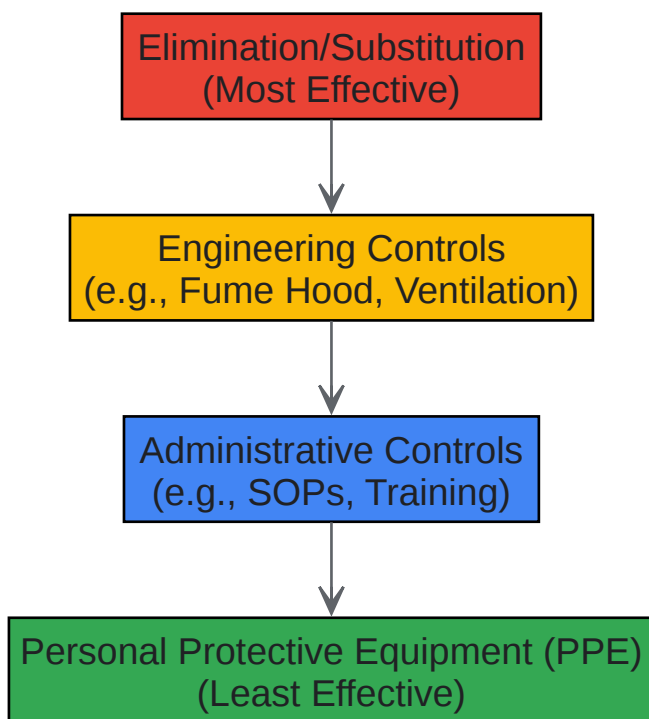 Elimination/Substitution
(Most Effective)
Engineering Controls
(e.g., Fume Hood, Ventilation)
Administrative Controls
(e.g., SOPs, Training)
Personal Protective Equipment (PPE)
(Least Effective)